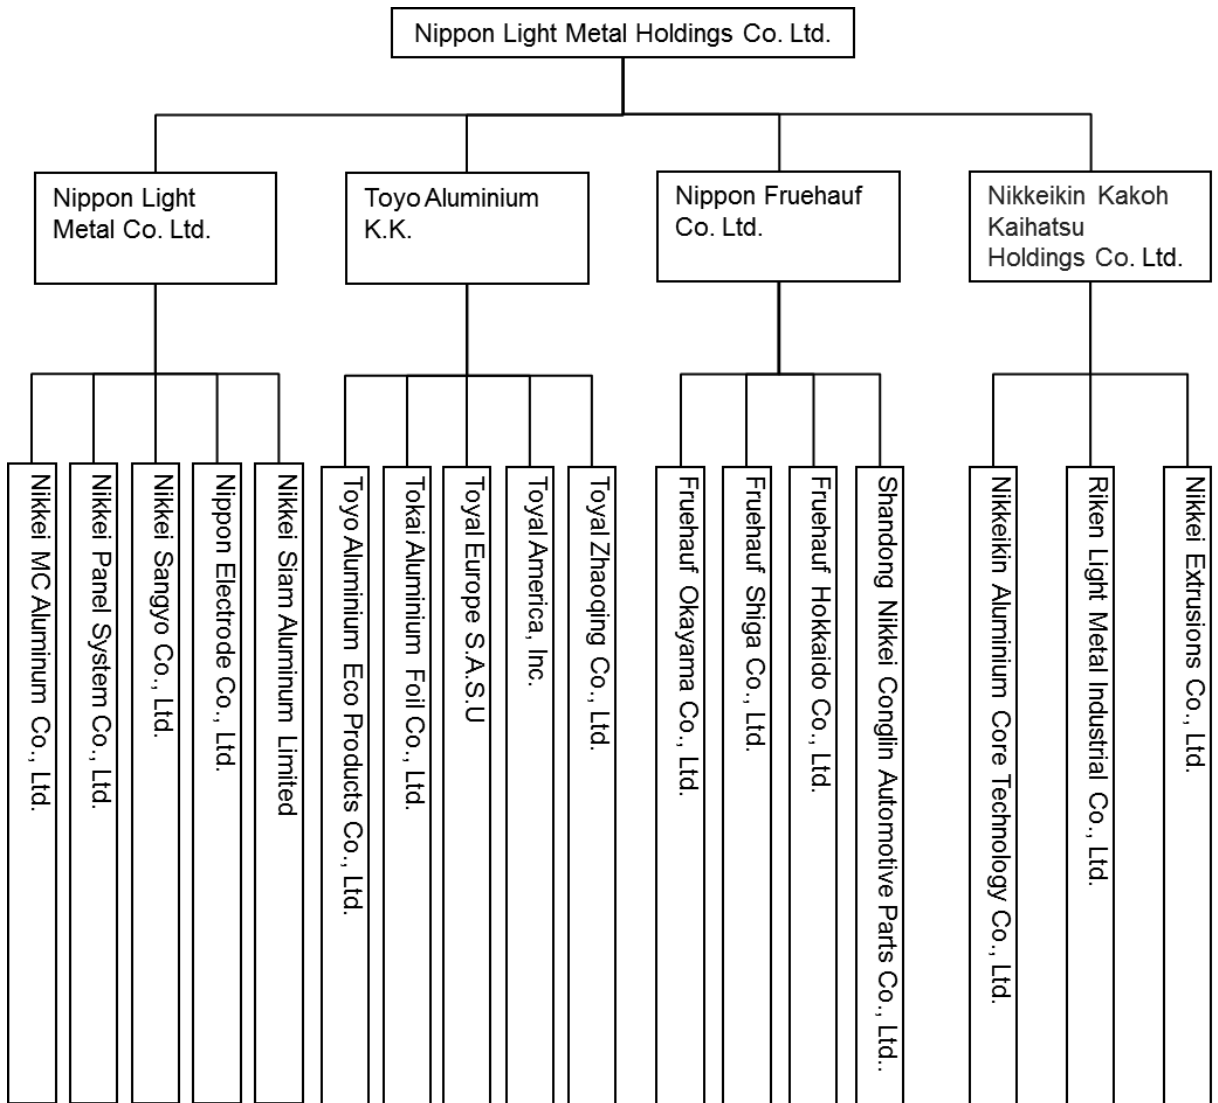 Nippon Light Metal Holdings Co. Ltd.
Nippon Light
Metal Co. Ltd.
Toyo Aluminium
K.K.
Nippon Fruehauf
Co. Ltd.
Nikkeikin Kakoh
Kaihatsu
Holdings Co. Ltd.
Nikkei MC Aluminum Co., Ltd.
Nikkei Panel System Co., Ltd.
Nikkei Sangyo Co., Ltd.
Nippon Electrode Co., Ltd.
Nikkei Siam Aluminum Limited
Toyo Aluminium Eco Products Co., Ltd.
Tokai Aluminium Foil Co., Ltd.
Toyal Europe S.A.S.U
Toyal America, Inc.
Toyal Zhaoqing Co., Ltd.
Fruehauf Okayama Co., Ltd.
Fruehauf Shiga Co., Ltd.
Fruehauf Hokkaido Co., Ltd.
Shandong Nikkei Conglin Automotive Parts Co., Ltd..
Nikkeikin Aluminium Core Technology Co., Ltd.
Riken Light Metal Industrial Co., Ltd.
Nikkei Extrusions Co., Ltd.